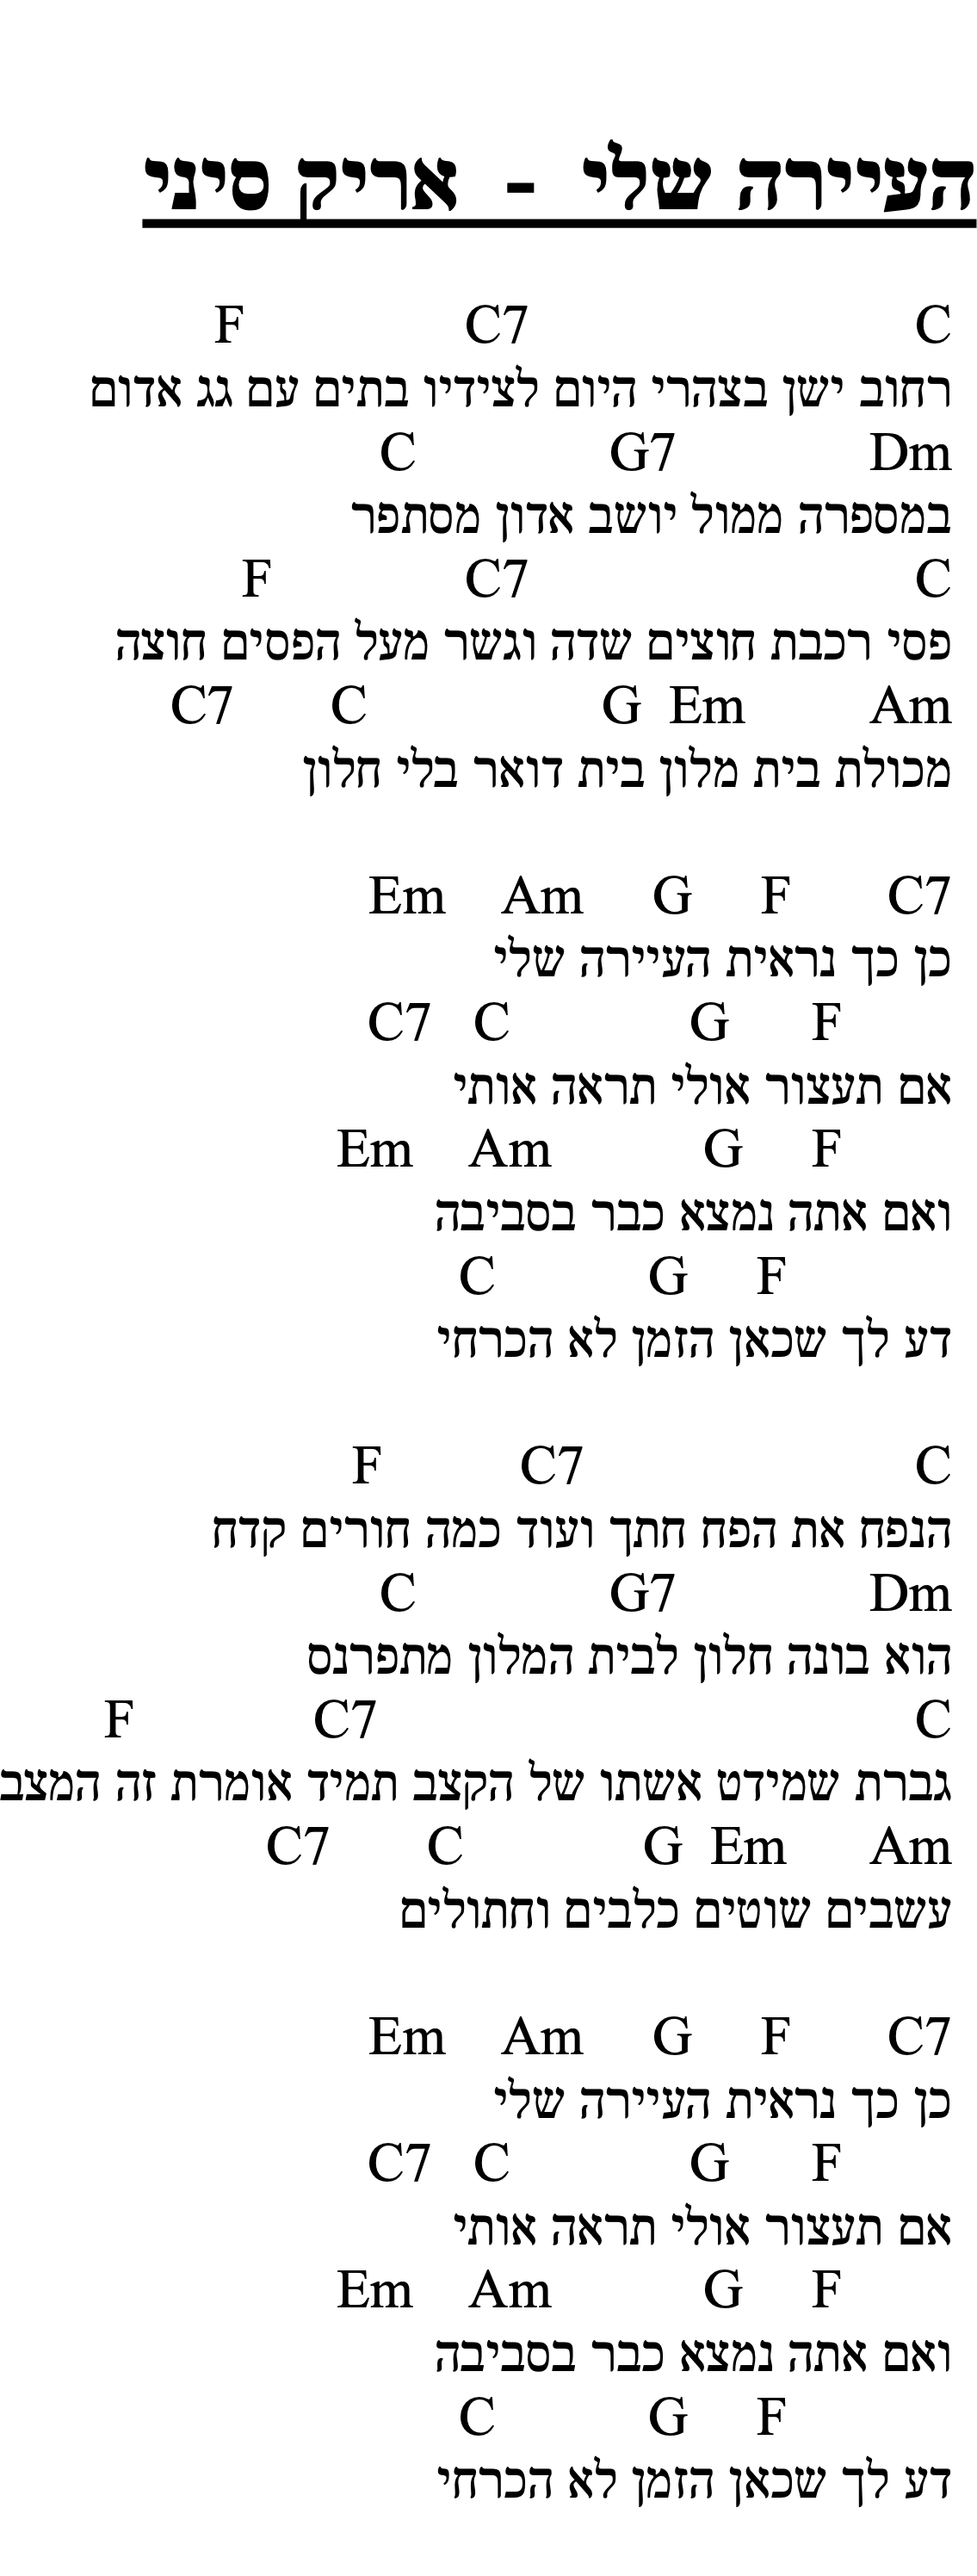 העיירה שלי - אריק סיני
C C7 F
רחוב ישן בצהרי היום לצידיו בתים עם גג אדום
Dm G7 C
במספרה ממול יושב אדון מסתפר
C C7 F
פסי רכבת חוצים שדה וגשר מעל הפסים חוצה
Am Em G C C7
מכולת בית מלון בית דואר בלי חלון
C7 F G Am Em
כן כך נראית העיירה שלי
F G C C7
אם תעצור אולי תראה אותי
F G Am Em
ואם אתה נמצא כבר בסביבה
F G C
דע לך שכאן הזמן לא הכרחי
C C7 F
הנפח את הפח חתך ועוד כמה חורים קדח
Dm G7 C
הוא בונה חלון לבית המלון מתפרנס
C C7 F
גברת שמידט אשתו של הקצב תמיד אומרת זה המצב
Am Em G C C7
עשבים שוטים כלבים וחתולים
C7 F G Am Em
כן כך נראית העיירה שלי
F G C C7
אם תעצור אולי תראה אותי
F G Am Em
ואם אתה נמצא כבר בסביבה
F G C
דע לך שכאן הזמן לא הכרחי